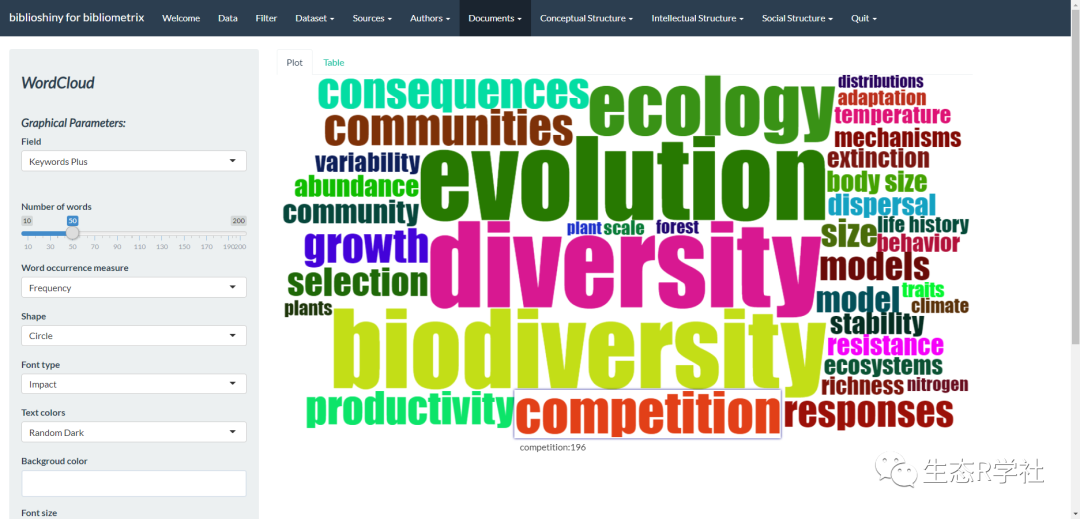 biblioshiny for bibliometrix Welcome Data Filter Dataset Sources Authors Documents Conceptual Structure Intellectual Structure Social Structure Quit
WordCloud
Graphical Parameters:
Field
Keywords Plus
Number of words
10 50 200
10 30 50 70 90 110 130 150 170 190 200
Word occurrence measure
Frequency
Shape
Circle
Font type
Impact
Text colors
Random Dark
Backgroud color
Font size
Plot Table
consequences
ecology
distributions
adaptation
temperature
communities
mechanisms
variability
evolution
extinction
abundance
body size
community
dispersal
plant scale forest
life history
growth
diversity
size
behavior
selection
models
plants
model
traits
climate
biodiversity
stability
resistance
ecosystems
richness nitrogen
productivity
competition
responses
competition:196
生态R学社